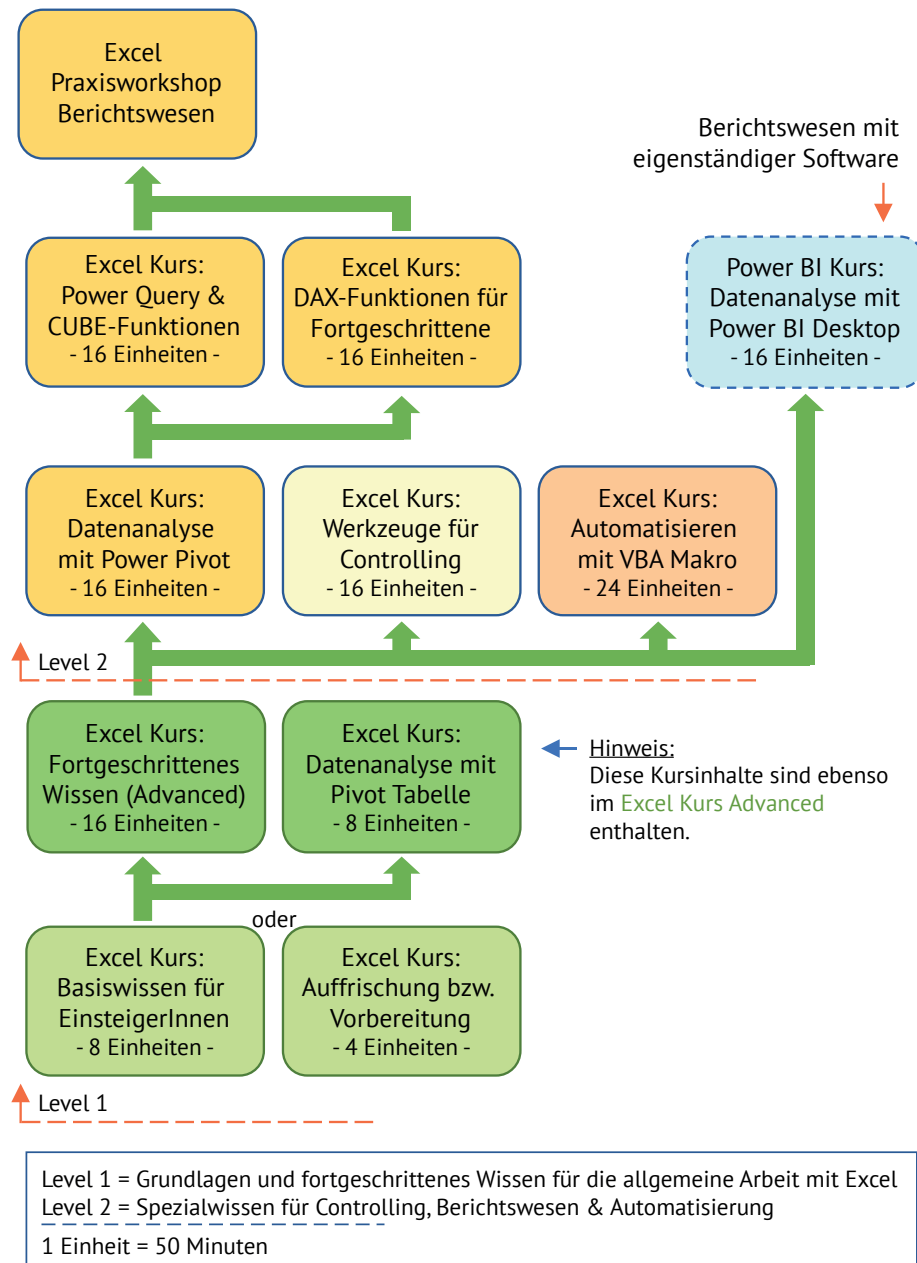 Excel
Praxisworkshop
Berichtswesen
Berichtswesen mit
eigenständiger Software
Excel Kurs:
Power Query &
CUBE-Funktionen
- 16 Einheiten -
Excel Kurs:
DAX-Funktionen für
Fortgeschrittene
- 16 Einheiten -
Power BI Kurs:
Datenanalyse mit
Power BI Desktop
- 16 Einheiten -
Excel Kurs:
Datenanalyse
mit Power Pivot
- 16 Einheiten -
Excel Kurs:
Werkzeuge für
Controlling
- 16 Einheiten -
Excel Kurs:
Automatisieren
mit VBA Makro
- 24 Einheiten -
Level 2
Excel Kurs:
Fortgeschrittenes
Wissen (Advanced)
- 16 Einheiten -
Excel Kurs:
Datenanalyse mit
Pivot Tabelle
- 8 Einheiten -
Hinweis:
Diese Kursinhalte sind ebenso
im Excel Kurs Advanced
enthalten.
oder
Excel Kurs:
Basiswissen für
EinsteigerInnen
- 8 Einheiten -
Excel Kurs:
Auffrischung bzw.
Vorbereitung
- 4 Einheiten -
Level 1
Level 1 = Grundlagen und fortgeschrittenes Wissen für die allgemeine Arbeit mit Excel
Level 2 = Spezialwissen für Controlling, Berichtswesen & Automatisierung
1 Einheit = 50 Minuten